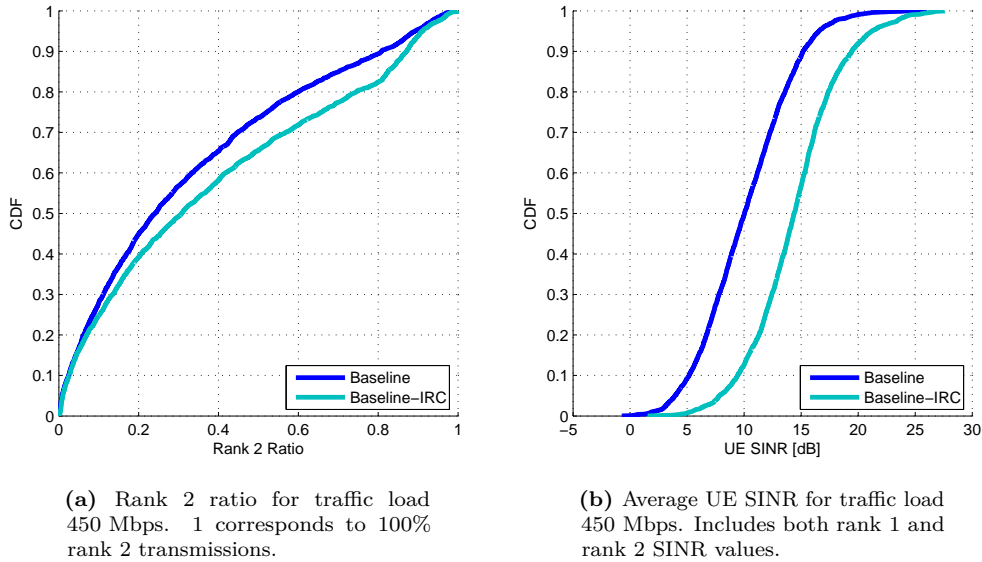 1
0.9
0.8
0.7
0.6
0.5
0.4
0.3
0.2
0.1
0
CDF
0 0.2 0.4 0.6 0.8 1
Rank 2 Ratio
Baseline
Baseline-IRC
(a) Rank 2 ratio for traffic load
450 Mbps. 1 corresponds to 100%
rank 2 transmissions.
1
0.9
0.8
0.7
0.6
0.5
0.4
0.3
0.2
0.1
0
CDF
-5 0 5 10 15 20 25 30
UE SINR [dB]
Baseline
Baseline-IRC
(b) Average UE SINR for traffic load
450 Mbps. Includes both rank 1 and
rank 2 SINR values.